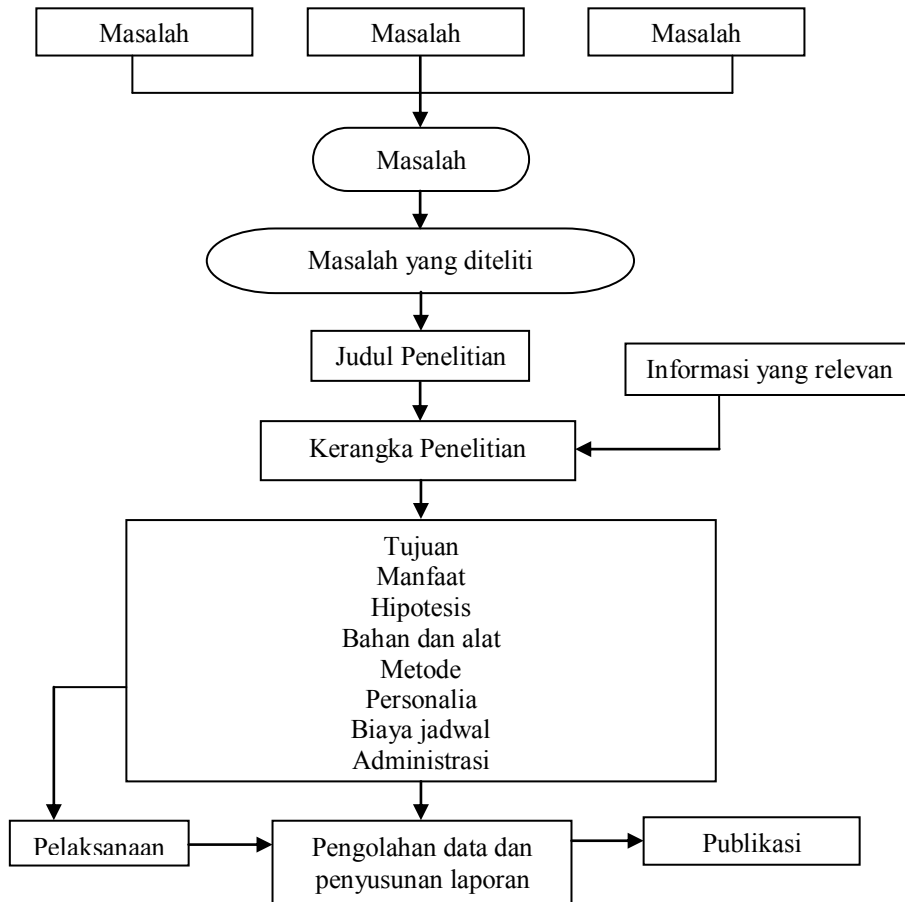 Masalah
Masalah
Masalah
Masalah
Masalah yang diteliti
Judul Penelitian
Informasi yang relevan
Kerangka Penelitian
Tujuan
Manfaat
Hipotesis
Bahan dan alat
Metode
Personalia
Biaya jadwal
Administrasi
Pelaksanaan
Pengolahan data dan
penyusunan laporan
Publikasi